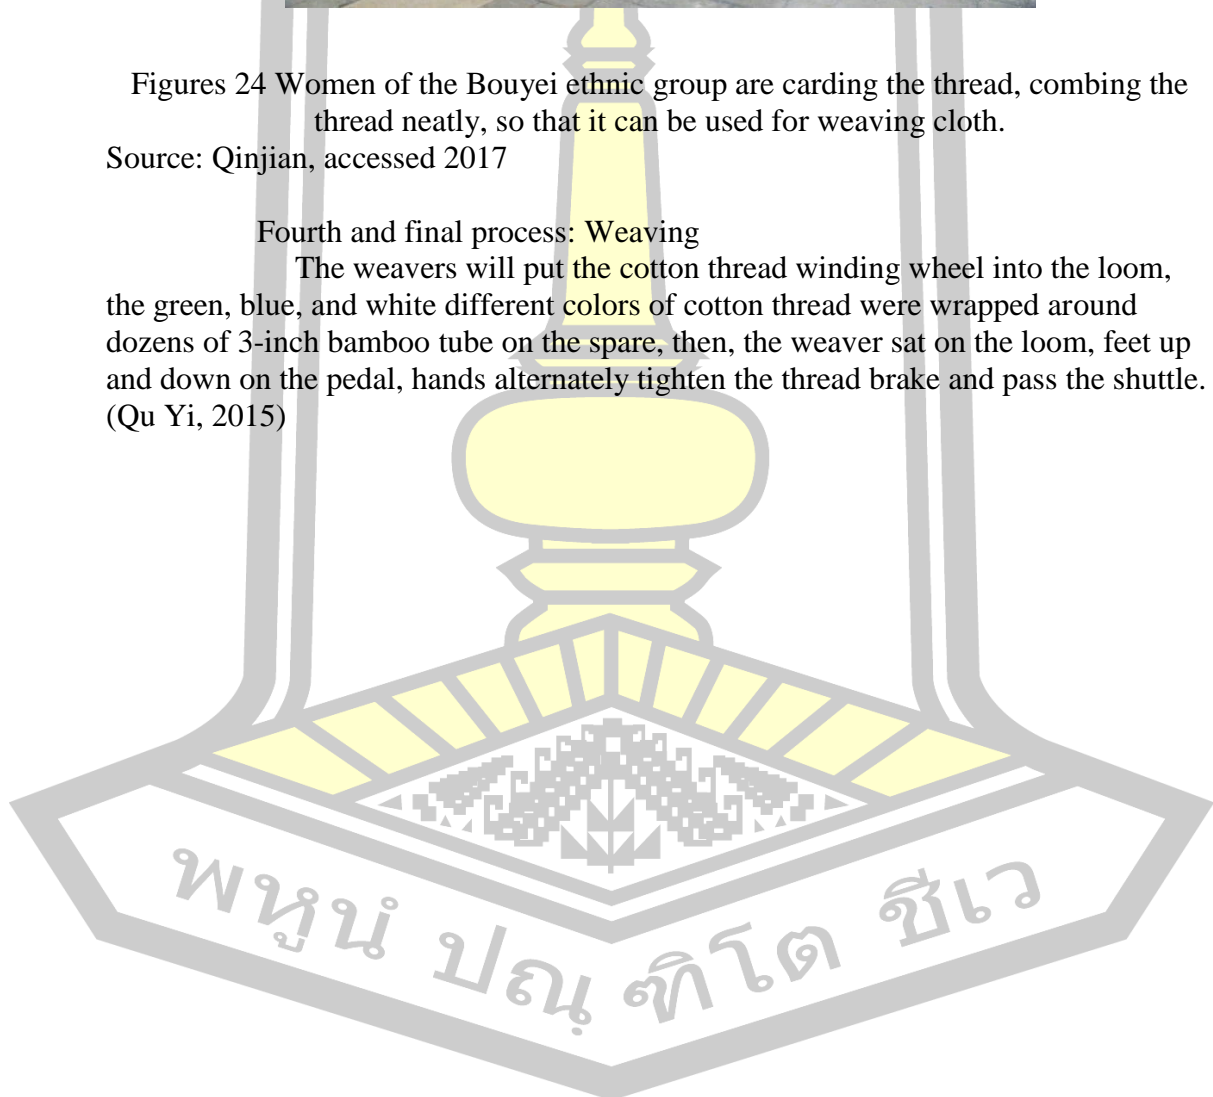 Figures 24 Women of the Bouyei ethnic group are carding the thread, combing the
thread neatly, so that it can be used for weaving cloth.
Source: Qinjian, accessed 2017
Fourth and final process: Weaving
The weavers will put the cotton thread winding wheel into the loom,
the green, blue, and white different colors of cotton thread were wrapped around
dozens of 3-inch bamboo tube on the spare, then, the weaver sat on the loom, feet up
and down on the pedal, hands alternately tighten the thread brake and pass the shuttle.
(Qu Yi, 2015)
พหูนํ ปณฺฑิโต ชีเว